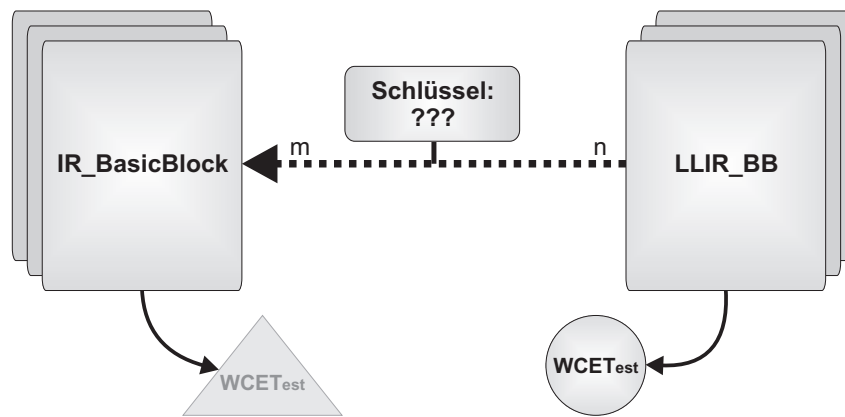 Schlüssel:
???
m
n
IR_BasicBlock
LLIR_BB
WCETest
WCETest